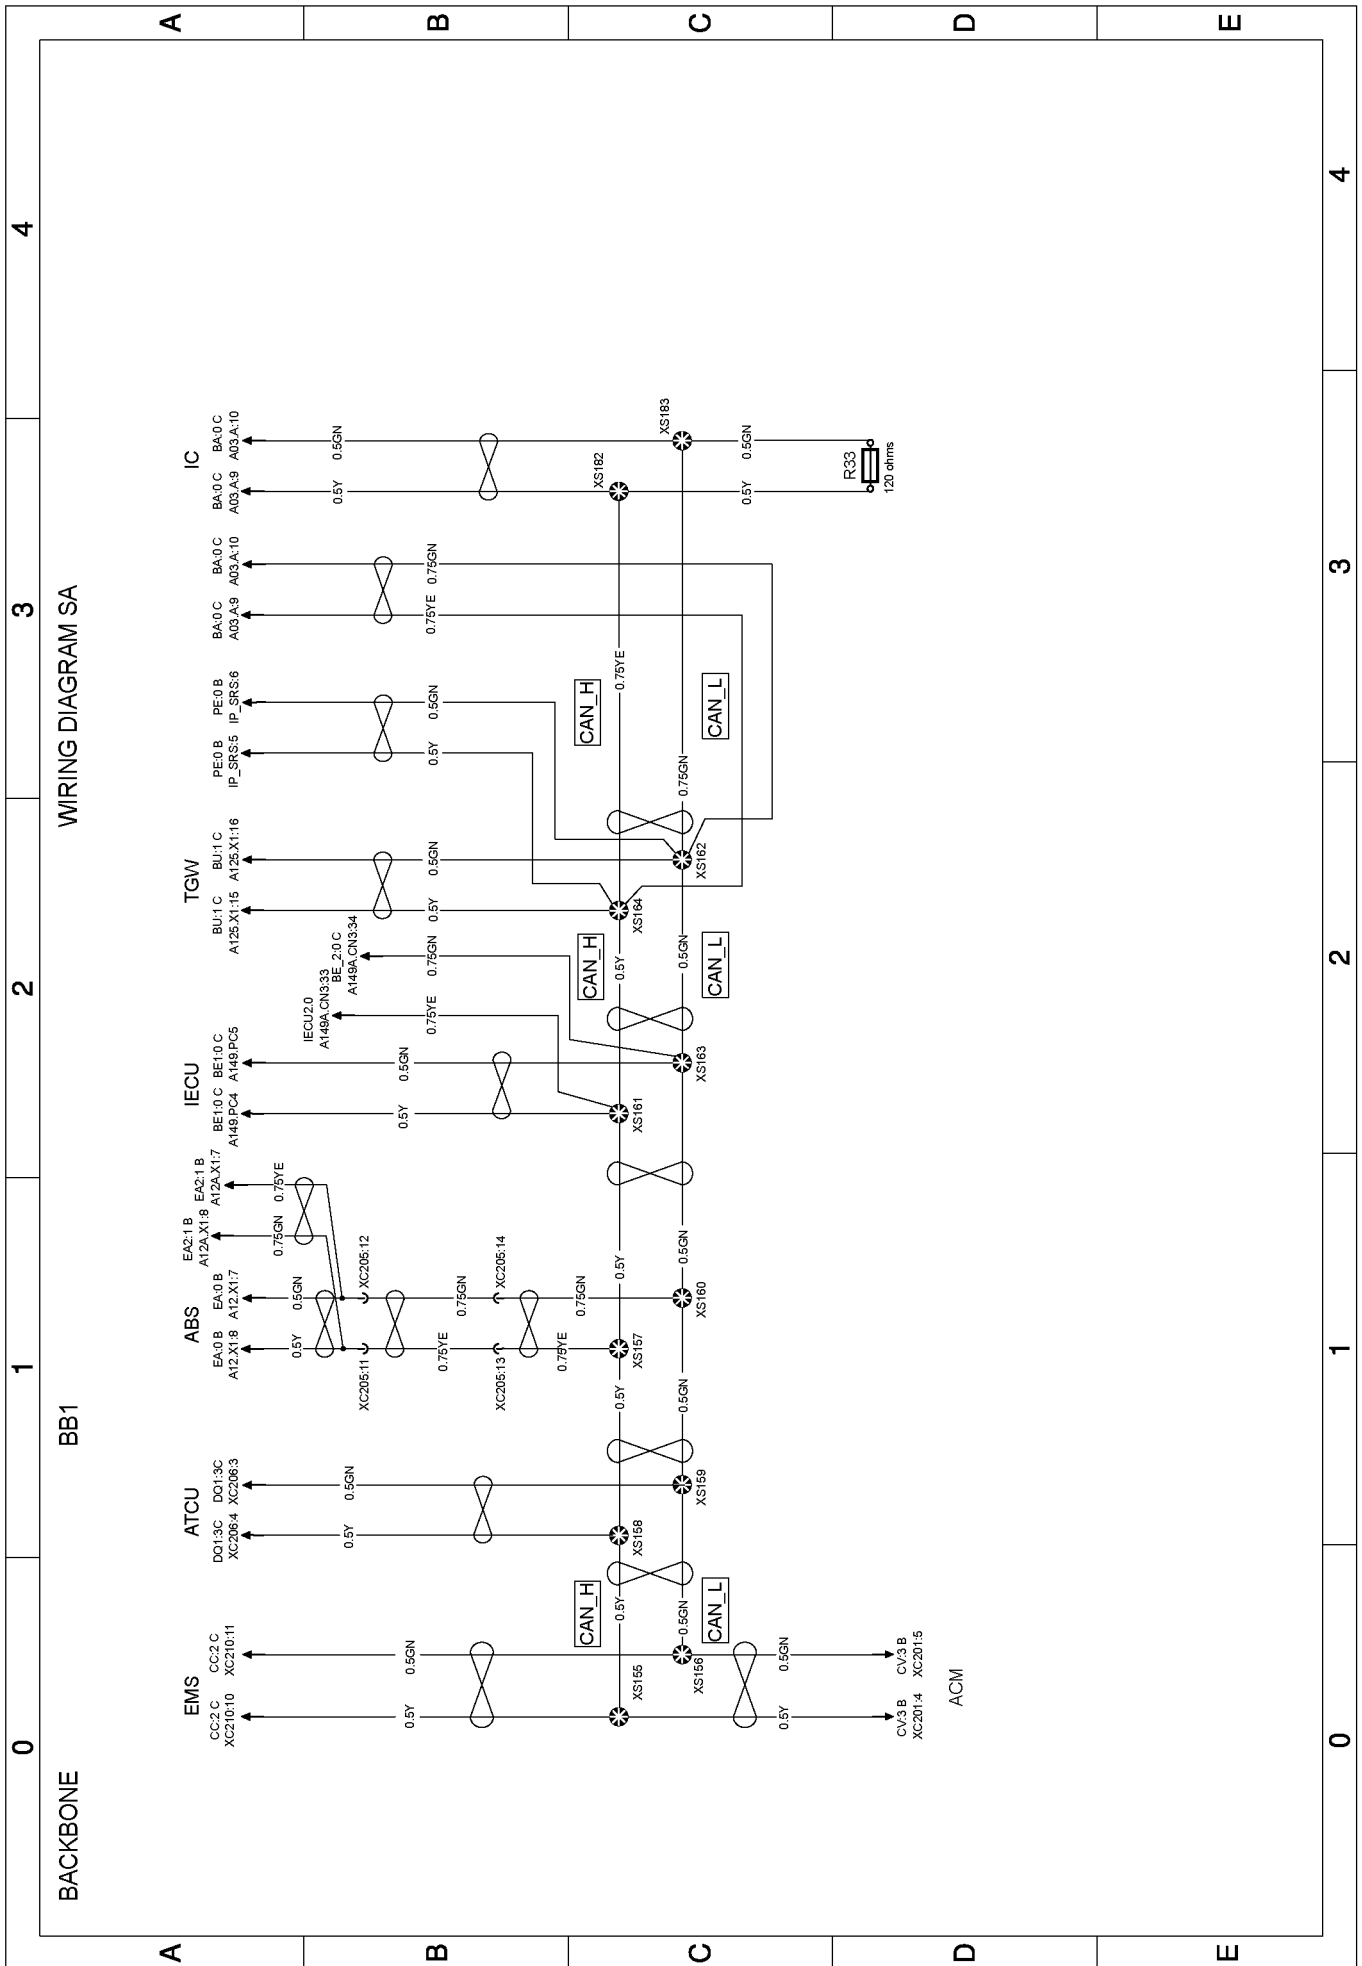 BACKBONE
BB1
WIRING DIAGRAM SA
0
1
2
3
4
A
B
C
D
E
A
B
C
D
E
0
1
2
3
4
EMS
CC:2 C
XC210:10
CC:2 C
XC210:11
ATCU
DQ1:3C
XC206:4
DQ1:3C
XC206:3
ABS
EA:0 B
A12.X1:8
EA:0 B
A12.X1:7
EA2:1 B
A12A.X1:8
EA2:1 B
A12A.X1:7
IECU
BE1:0 C
A149.PC4
BE1:0 C
A149.PC5
IECU2.0
A149A.CN3:33
BE_2:0 C
A149A.CN3:34
TGW
BU:1 C
A125.X1:15
BU:1 C
A125.X1:16
PE:0 B
IP_SRS:5
PE:0 B
IP_SRS:6
BA:0 C
A03.A:9
BA:0 C
A03.A:10
IC
BA:0 C
A03.A:9
BA:0 C
A03.A:10
0.5Y
0.5GN
0.75GN
0.75YE
0.5Y
0.5GN
XC205:11
XC205:12
0.5Y
0.5GN
0.5Y
0.5GN
0.5Y
0.5GN
0.75YE
0.75GN
0.5Y
0.5GN
0.5Y
0.5GN
0.75YE
0.75GN
0.75YE
0.75GN
XC205:13
XC205:14
0.75YE
0.75GN
CAN_H
CAN_H
CAN_H
0.5Y
0.5Y
0.5Y
0.5Y
0.75YE
XS182
XS155
XS158
XS157
XS161
XS164
XS183
0.5GN
0.5GN
0.5GN
0.5GN
0.75GN
XS156
XS159
XS160
XS163
XS162
CAN_L
CAN_L
CAN_L
0.5Y
0.5GN
0.5Y
0.5GN
R33
120 ohms
CV:3 B
XC201:4
CV:3 B
XC201:5
ACM